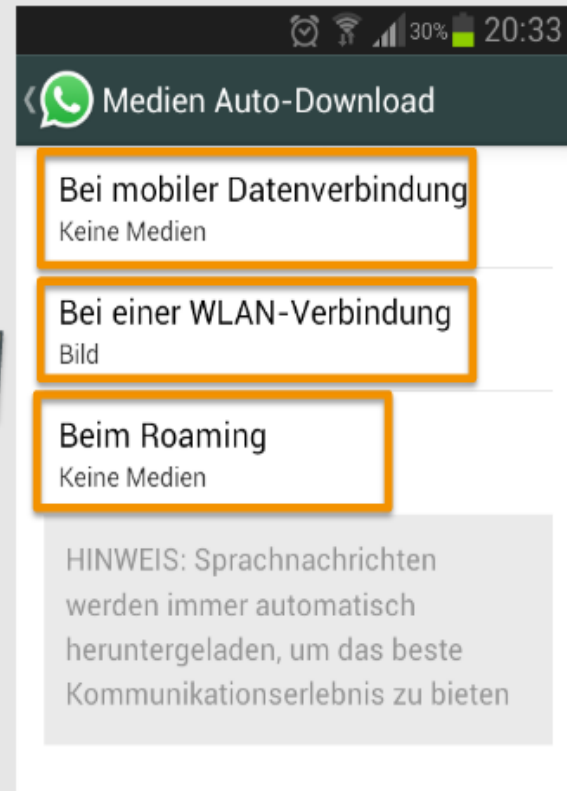 30% 20:33
Medien Auto-Download
Bei mobiler Datenverbindung
Keine Medien
Bei einer WLAN-Verbindung
Bild
Beim Roaming
Keine Medien
HINWEIS: Sprachnachrichten
werden immer automatisch
heruntergeladen, um das beste
Kommunikationserlebnis zu bieten